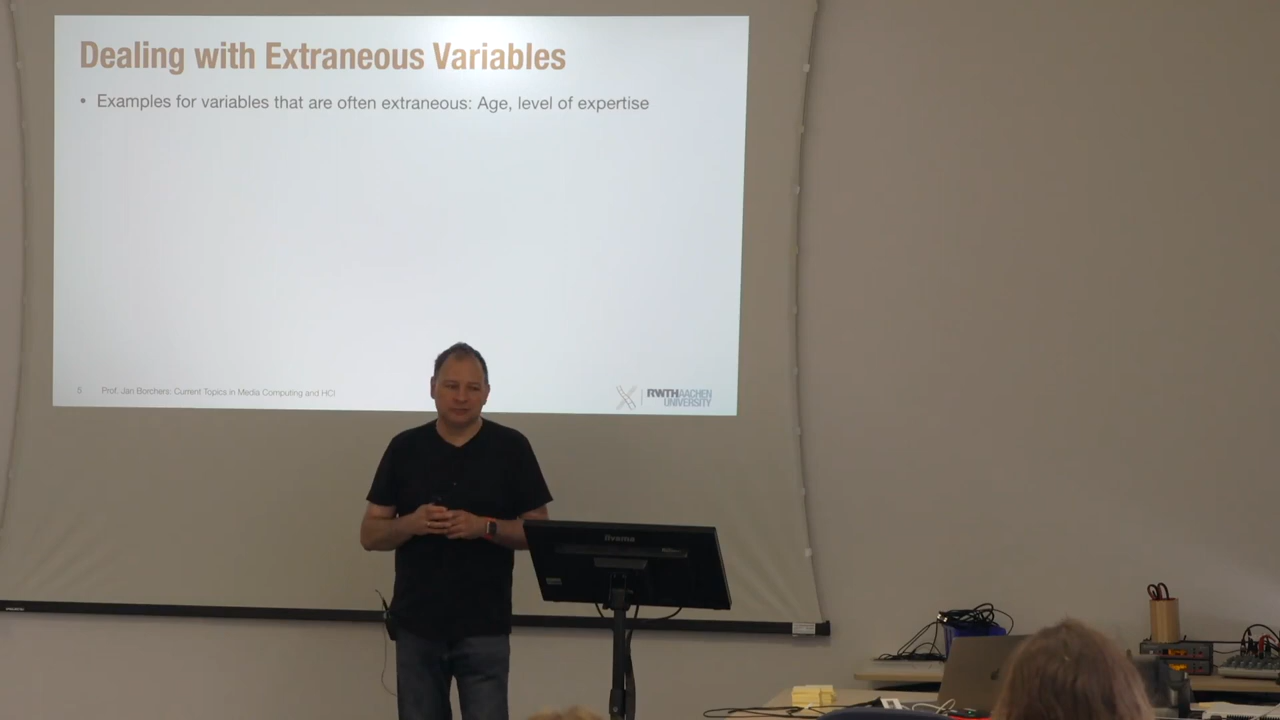 Dealing with Extraneous Variables
• Examples for variables that are often extraneous: Age, level of expertise
5 Prof. Jan Borchers: Current Topics in Media Computing and HCI
RWTH AACHEN
UNIVERSITY
iiyama